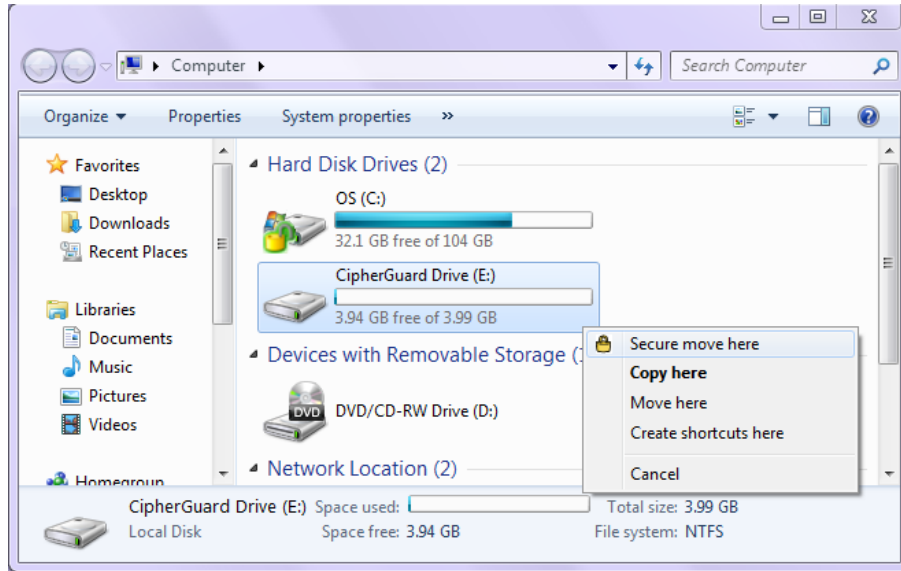 Computer
Search Computer
Organize Properties System properties »
Favorites
Desktop
Downloads
Recent Places
Libraries
Documents
Music
Pictures
Videos
Homegroup
Hard Disk Drives (2)
OS (C:)
32.1 GB free of 104 GB
CipherGuard Drive (E:)
3.94 GB free of 3.99 GB
Devices with Removable Storage (
DVD
DVD
DVD/CD-RW Drive (D:)
Network Location (2)
Secure move here
Copy here
Move here
Create shortcuts here
Cancel
CipherGuard Drive (E:) Space used: Total size: 3.99 GB
Local Disk Space free: 3.94 GB File system: NTFS